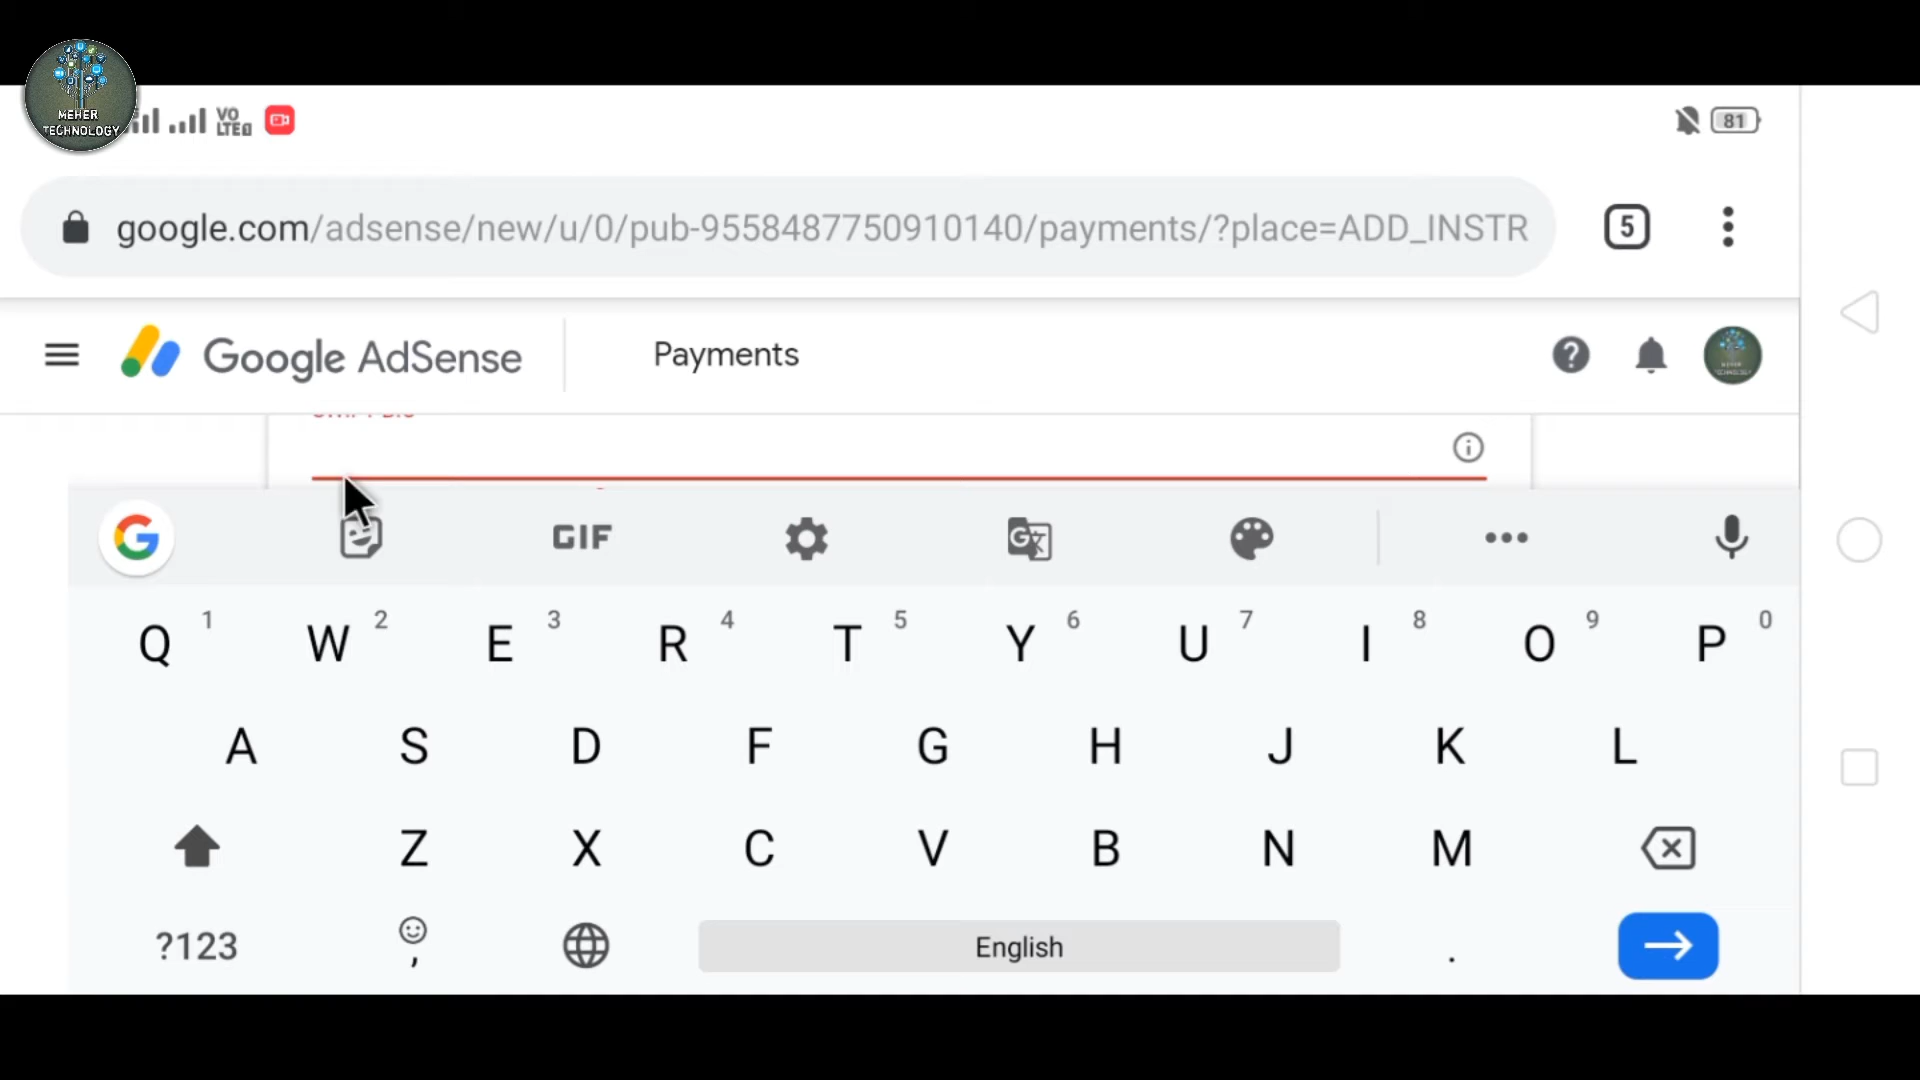 MEHER
TECHNOLOGY
VO
LTE
81
google.com/adsense/new/u/0/pub-9558487750910140/payments/?place=ADD_INSTR
5
Google AdSense
Payments
G
GIF
Q 1 W 2 E 3 R 4 T 5 Y 6 U 7 I 8 O 9 P 0
A S D F G H J K L
Z X C V B N M
?123 , English .